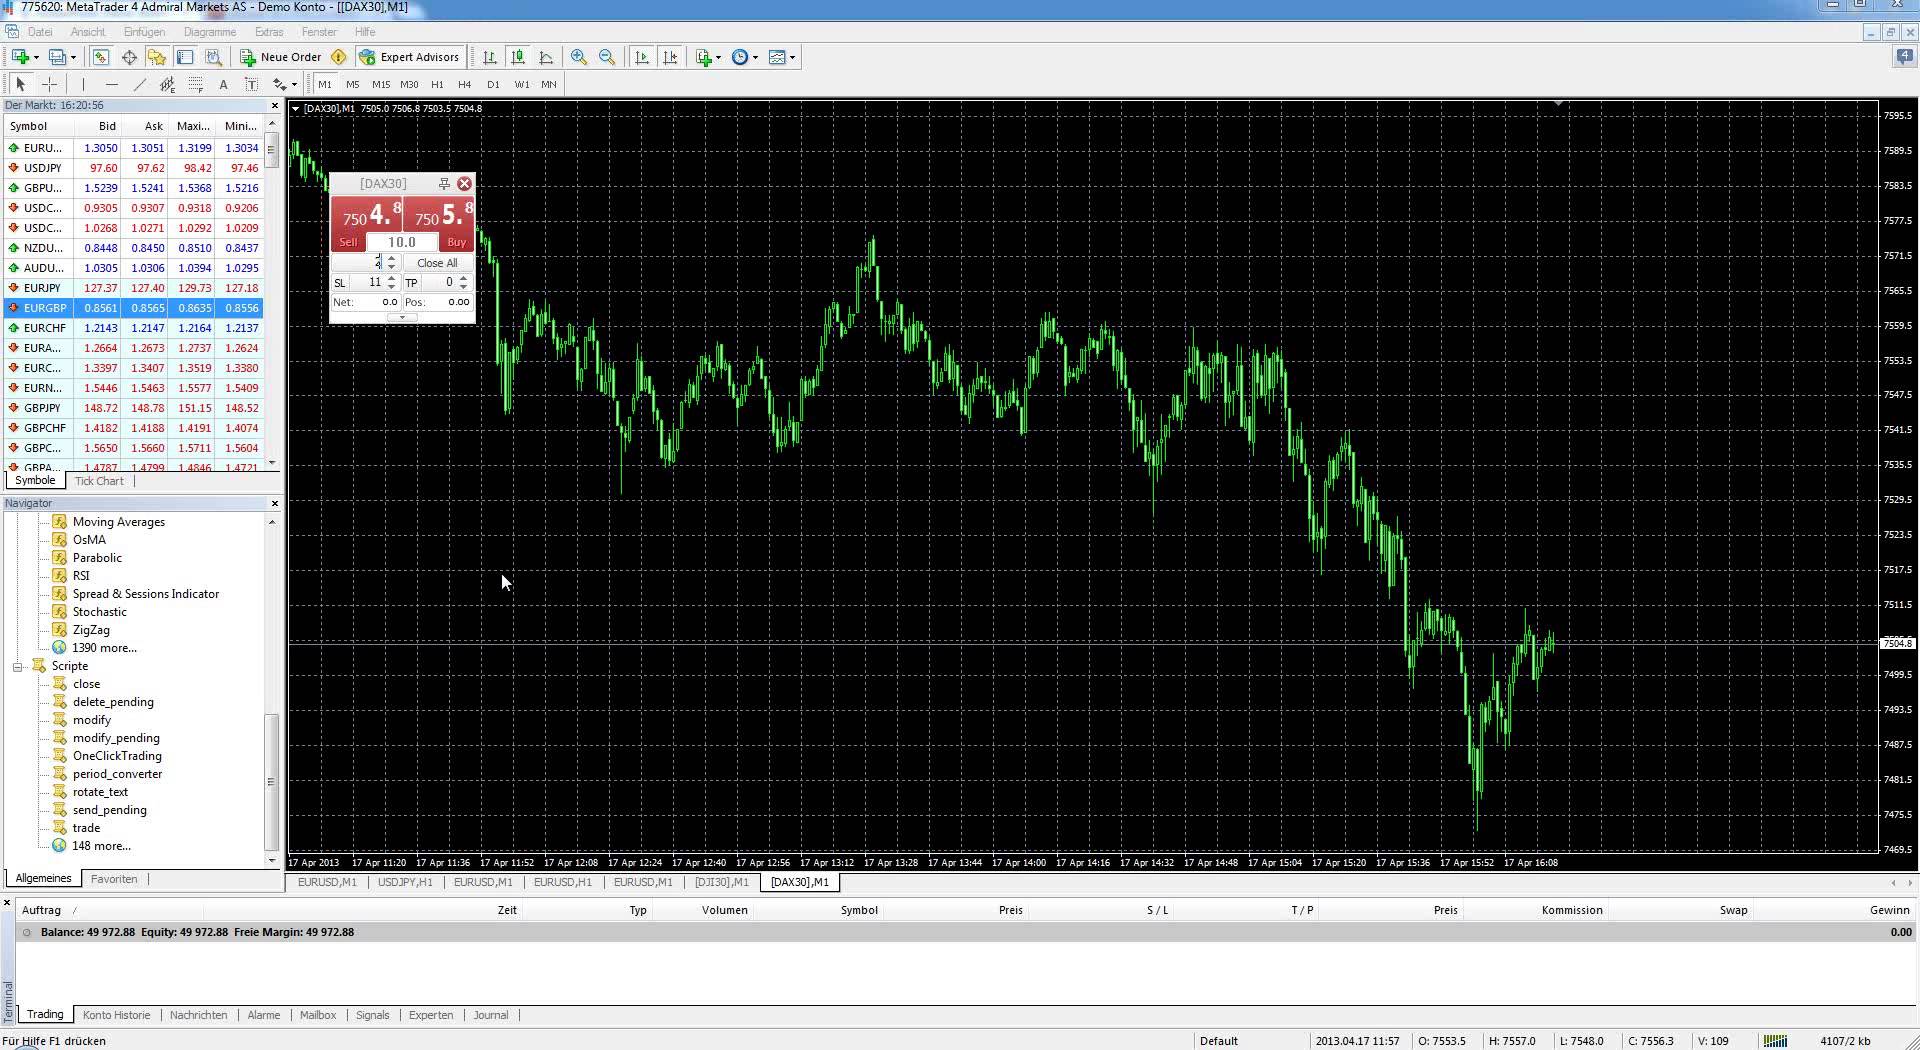 775620: MetaTrader 4 Admiral Markets AS - Demo Konto - [[DAX30],M1]
Datei Ansicht Einfügen Diagramme Extras Fenster Hilfe
Neue Order Expert Advisors 4
A T M1 M5 M15 M30 H1 H4 D1 W1 MN
Der Markt: 16:20:56
Symbol Bid Ask Maxi... Mini...
EURU... 1.3050 1.3051 1.3199 1.3034
USDJPY 97.60 97.62 98.42 97.46
GBPU... 1.5239 1.5241 1.5368 1.5216
USDC... 0.9305 0.9307 0.9318 0.9206
USDC... 1.0268 1.0271 1.0292 1.0209
NZDU... 0.8448 0.8450 0.8510 0.8437
AUDU... 1.0305 1.0306 1.0394 1.0295
EURJPY 127.37 127.40 129.73 127.18
EURGBP 0.8561 0.8565 0.8635 0.8556
EURCHF 1.2143 1.2147 1.2164 1.2137
EURA... 1.2664 1.2673 1.2737 1.2624
EURC... 1.3397 1.3407 1.3519 1.3380
EURN... 1.5446 1.5463 1.5577 1.5409
GBPJPY 148.72 148.78 151.15 148.52
GBPCHF 1.4182 1.4188 1.4191 1.4074
GBPC... 1.5650 1.5660 1.5711 1.5604
GBPA... 1.4787 1.4799 1.4846 1.4721
Symbole Tick Chart
Navigator
Moving Averages
OsMA
Parabolic
RSI
Spread & Sessions Indicator
Stochastic
ZigZag
1390 more...
Scripte
close
delete_pending
modify
modify_pending
OneClickTrading
period_converter
rotate_text
send_pending
trade
148 more...
Allgemeines Favoriten
[DAX30],M1 7505.0 7506.8 7503.5 7504.8
[DAX30]
750 4.8 750 5.8
Sell 10.0 Buy
Close All
SL 11 TP 0
Net: 0.0 Pos: 0.00
7595.5
7589.5
7583.5
7577.5
7571.5
7565.5
7559.5
7553.5
7547.5
7541.5
7535.5
7529.5
7523.5
7517.5
7511.5
7504.8
7499.5
7493.5
7487.5
7481.5
7475.5
7469.5
17 Apr 2013 17 Apr 11:20 17 Apr 11:36 17 Apr 11:52 17 Apr 12:08 17 Apr 12:24 17 Apr 12:40 17 Apr 12:56 17 Apr 13:12 17 Apr 13:28 17 Apr 13:44 17 Apr 14:00 17 Apr 14:16 17 Apr 14:32 17 Apr 14:48 17 Apr 15:04 17 Apr 15:20 17 Apr 15:36 17 Apr 15:52 17 Apr 16:08
EURUSD,M1 USDJPY,H1 EURUSD,M1 EURUSD,H1 EURUSD,M1 [DJI30],M1 [DAX30],M1
Auftrag Zeit Typ Volumen Symbol Preis S / L T / P Preis Kommission Swap Gewinn
Balance: 49 972.88 Equity: 49 972.88 Freie Margin: 49 972.88 0.00
Terminal
Trading Konto Historie Nachrichten Alarme Mailbox Signals Experten Journal
Für Hilfe F1 drücken Default 2013.04.17 11:57 O: 7553.5 H: 7557.0 L: 7548.0 C: 7556.3 V: 109 4107/2 kb